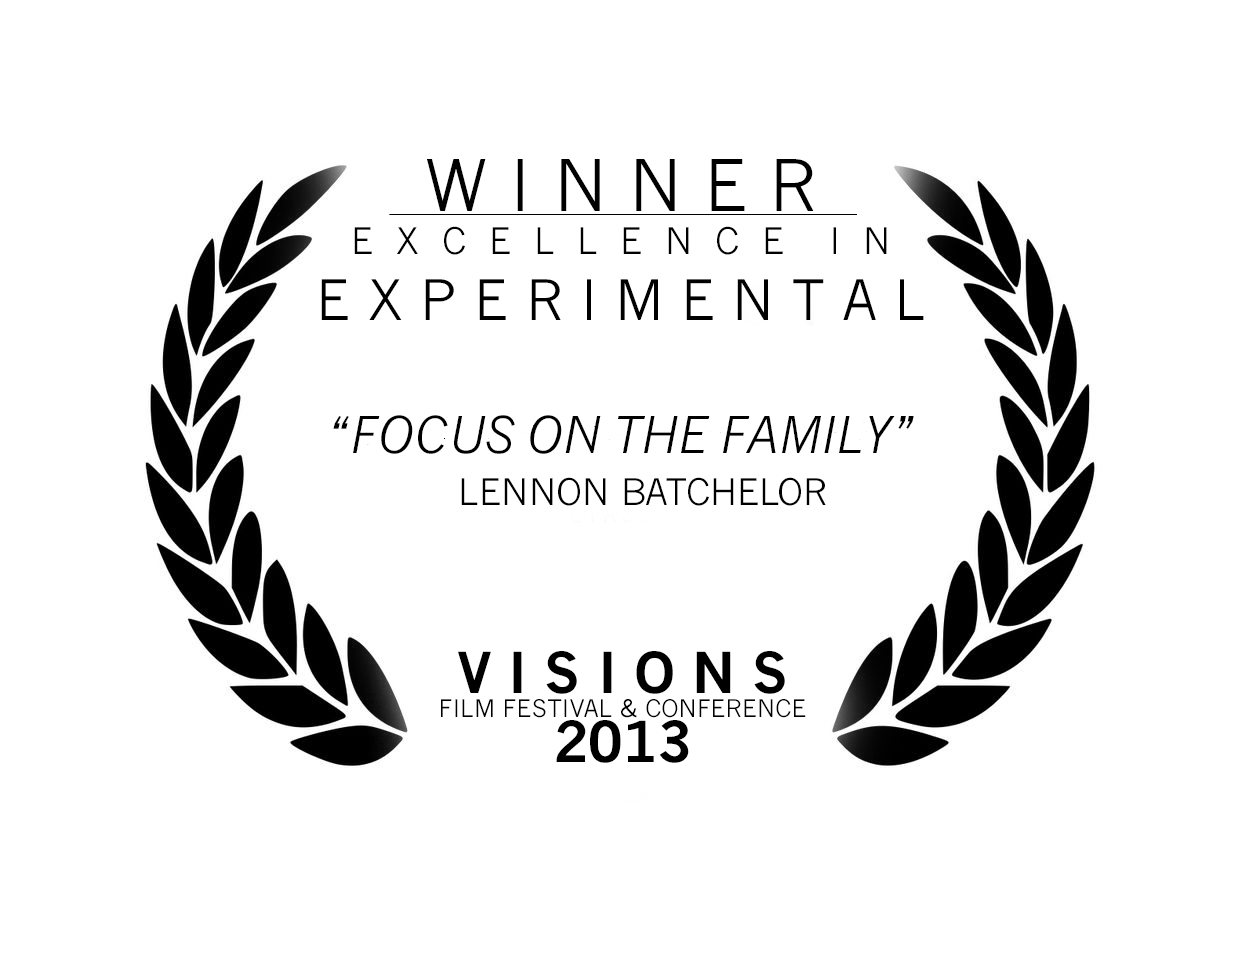 WINNER
EXCELLENCE IN
EXPERIMENTAL
“FOCUS ON THE FAMILY”
LENNON BATCHELOR
VISIONS
FILM FESTIVAL & CONFERENCE
2013